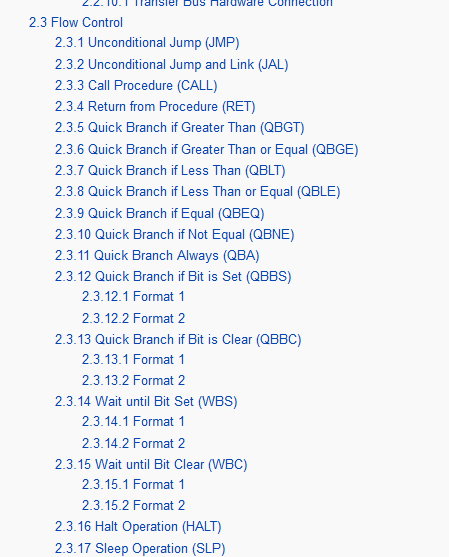 2.2.10.1 Transfer Bus Hardware Connection
2.3 Flow Control
2.3.1 Unconditional Jump (JMP)
2.3.2 Unconditional Jump and Link (JAL)
2.3.3 Call Procedure (CALL)
2.3.4 Return from Procedure (RET)
2.3.5 Quick Branch if Greater Than (QBGT)
2.3.6 Quick Branch if Greater Than or Equal (QBGE)
2.3.7 Quick Branch if Less Than (QBLT)
2.3.8 Quick Branch if Less Than or Equal (QBLE)
2.3.9 Quick Branch if Equal (QBEQ)
2.3.10 Quick Branch if Not Equal (QBNE)
2.3.11 Quick Branch Always (QBA)
2.3.12 Quick Branch if Bit is Set (QBBS)
2.3.12.1 Format 1
2.3.12.2 Format 2
2.3.13 Quick Branch if Bit is Clear (QBBC)
2.3.13.1 Format 1
2.3.13.2 Format 2
2.3.14 Wait until Bit Set (WBS)
2.3.14.1 Format 1
2.3.14.2 Format 2
2.3.15 Wait until Bit Clear (WBC)
2.3.15.1 Format 1
2.3.15.2 Format 2
2.3.16 Halt Operation (HALT)
2.3.17 Sleep Operation (SLP)